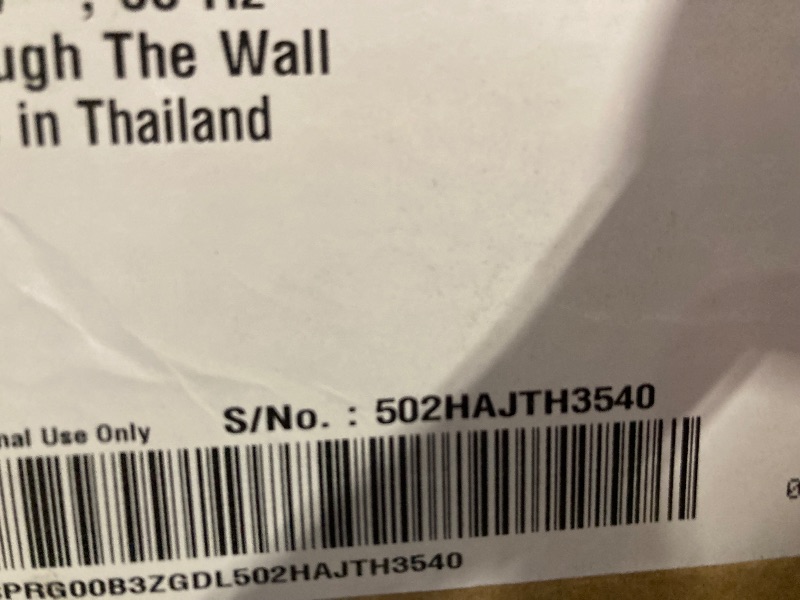 ugh The Wall
in Thailand
S/No. : 502HAJTH3540
nal Use Only
PRG00B3ZGDL502HAJTH3540